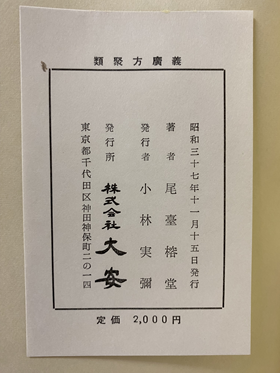 類聚方廣義
昭和三十七年十一月十五日発行
著者 尾臺榕堂
発行者 小林実彌
発行所 株式会社 大安
東京都千代田区神田神保町二の一四
定価 2,000円